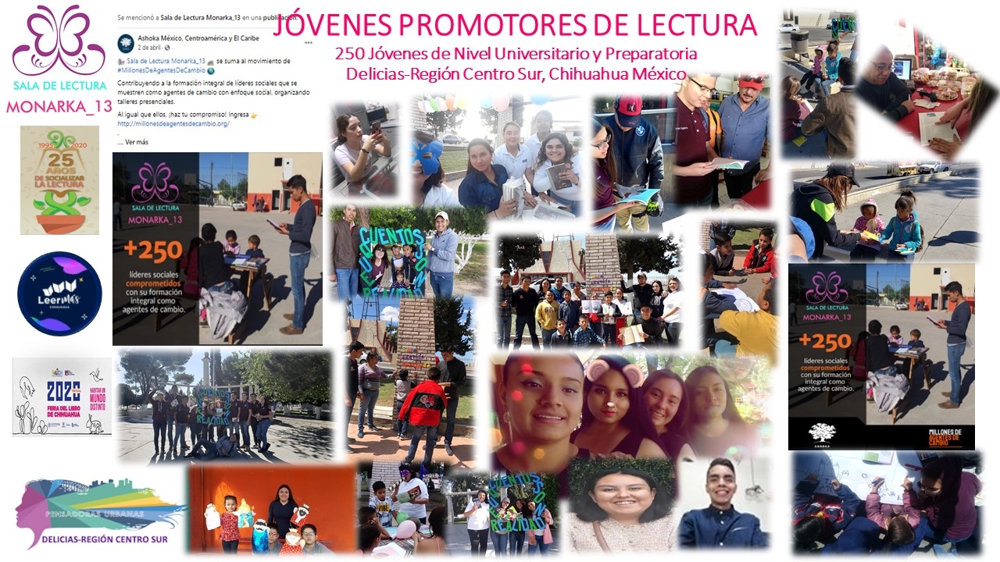 JÓVENES PROMOTORES DE LECTURA
250 Jóvenes de Nivel Universitario y Preparatoria
Delicias-Región Centro Sur, Chihuahua México
SALA DE LECTURA
MONARKA_13
Se mencionó a Sala de Lectura Monarka_13 en una publicación.
Ashoka México, Centroamérica y El Caribe
2 de abril ·
Sala de Lectura Monarka_13 se suma al movimiento de
#MillonesDeAgentesDeCambio
Contribuyendo a la formación integral de líderes sociales que se
muestren como agentes de cambio con enfoque social, organizando
talleres presenciales.
Al igual que ellos, ¡haz tu compromiso! Ingresa
http://millonesdeagentesdecambio.org/
.
.... Ver más
1995 2020
25
AÑOS
DE SOCIALIZAR
LA LECTURA
SALA DE LECTURA
MONARKA_13
+250
líderes sociales
comprometidos
con su formación
integral como
agentes de cambio.
LeerMás
CHIHUAHUA
2020
FERIA DEL LIBRO
DE CHIHUAHUA
HABITAR UN
MUNDO
DISTINTO
PENSADORAS URBANAS
DELICIAS-REGIÓN CENTRO SUR
CUENTOS
REALIDAD
CUENTOS
REALIDAD
SALA DE LECTURA
MONARKA_13
+250
líderes sociales
comprometidos
con su formación
integral como
agentes de cambio.
ASHOKA
MILLONES DE
AGENTES DE
CAMBIO